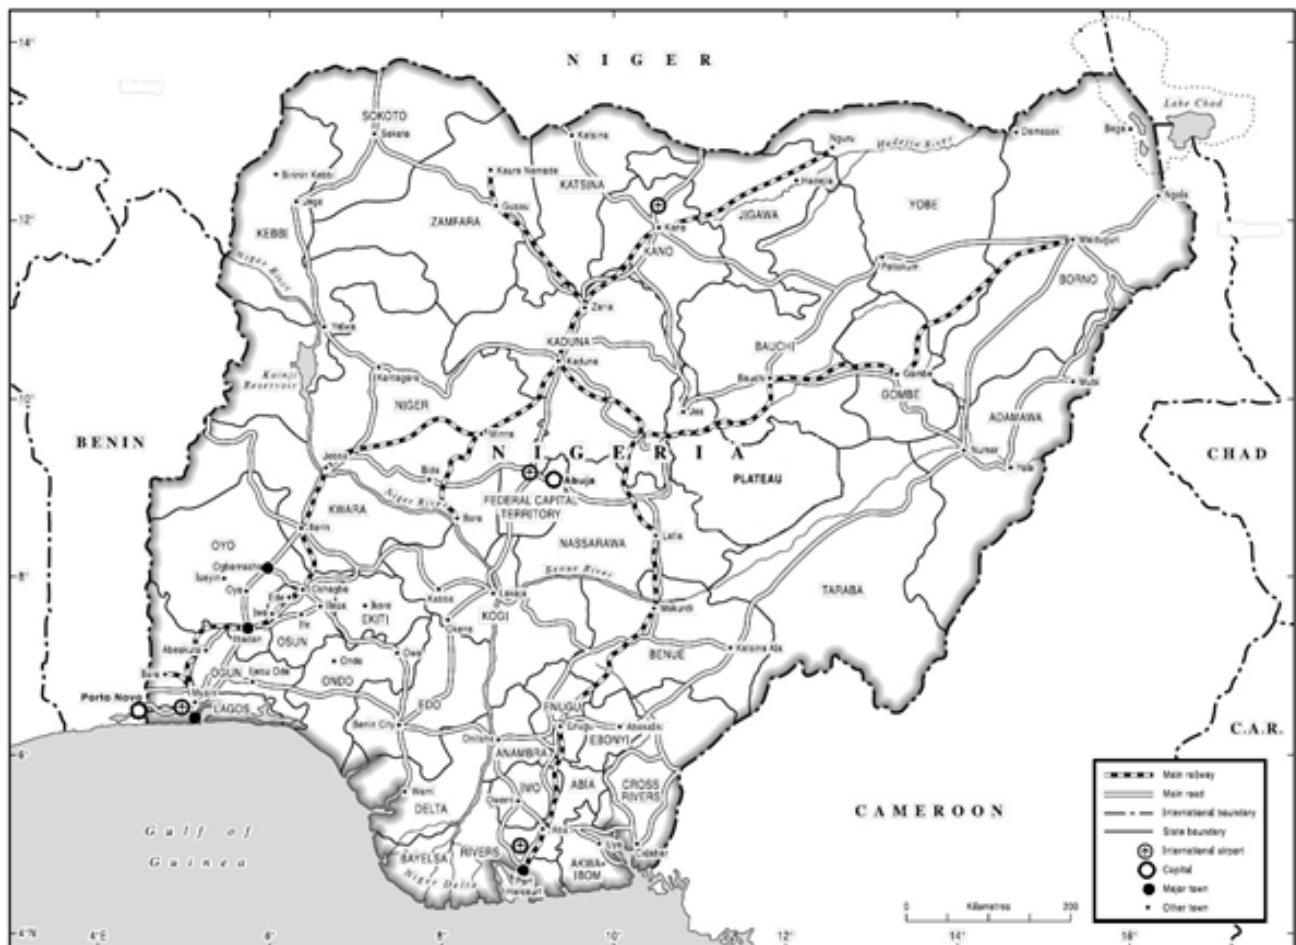 N I G E R
14°
Lake Chad
SOKOTO
Sokoto
Katsina
Nguru
Hadejia River
Damasak
Baga
Birinin Kebbi
Kaura Namoda
KATSINA
Hadejia
Jega
Gusau
ZAMFARA
JIGAWA
YOBE
Ngala
12°
KEBBI
Kano
KANO
Maiduguri
Niger River
Potiskum
BORNO
Zaria
Yelwa
KADUNA
BAUCHI
Kaduna
Kainji
Reservoir
Kontagora
Bauchi
Gombe
Mubi
10°
NIGER
Jos
GOMBE
ADAMAWA
BENIN
Minna
N I G E R I A
Numan
CHAD
Jebba
Bida
Abuja
PLATEAU
Yola
Niger River
FEDERAL CAPITAL
TERRITORY
KWARA
Baro
Ilorin
Lafia
OYO
NASSARAWA
Ogbomosho
Benue River
8°
Iseyin
Oyo
Oshogbo
Kabba
Lokoja
TARABA
Ede
Iwo
Ilesa
Ikere
EKITI
Ife
KOGI
Makurdi
Ibadan
OSUN
Okene
Abeokuta
Owo
BENUE
Katsina Ala
Ondo
OGUN
Ijebu Ode
ONDO
Porto Novo
LAGOS
EDO
ENUGU
Benin City
Enugu
Abakaliki
Onitsha
EBONYI
C.A.R.
6°
ANAMBRA
IMO
ABIA
CROSS
RIVERS
Warri
Owerri
DELTA
CAMEROON
Gulf of
Guinea
Aba
BAYELSA
RIVERS
Uyo
Calabar
AKWA
IBOM
Niger Delta
Port
Harcourt
Main railway
Main road
International boundary
State boundary
International airport
Capital
Major town
Other town
0 Kilometres 200
4°N 4°E 6° 8° 10° 12° 14° 16°